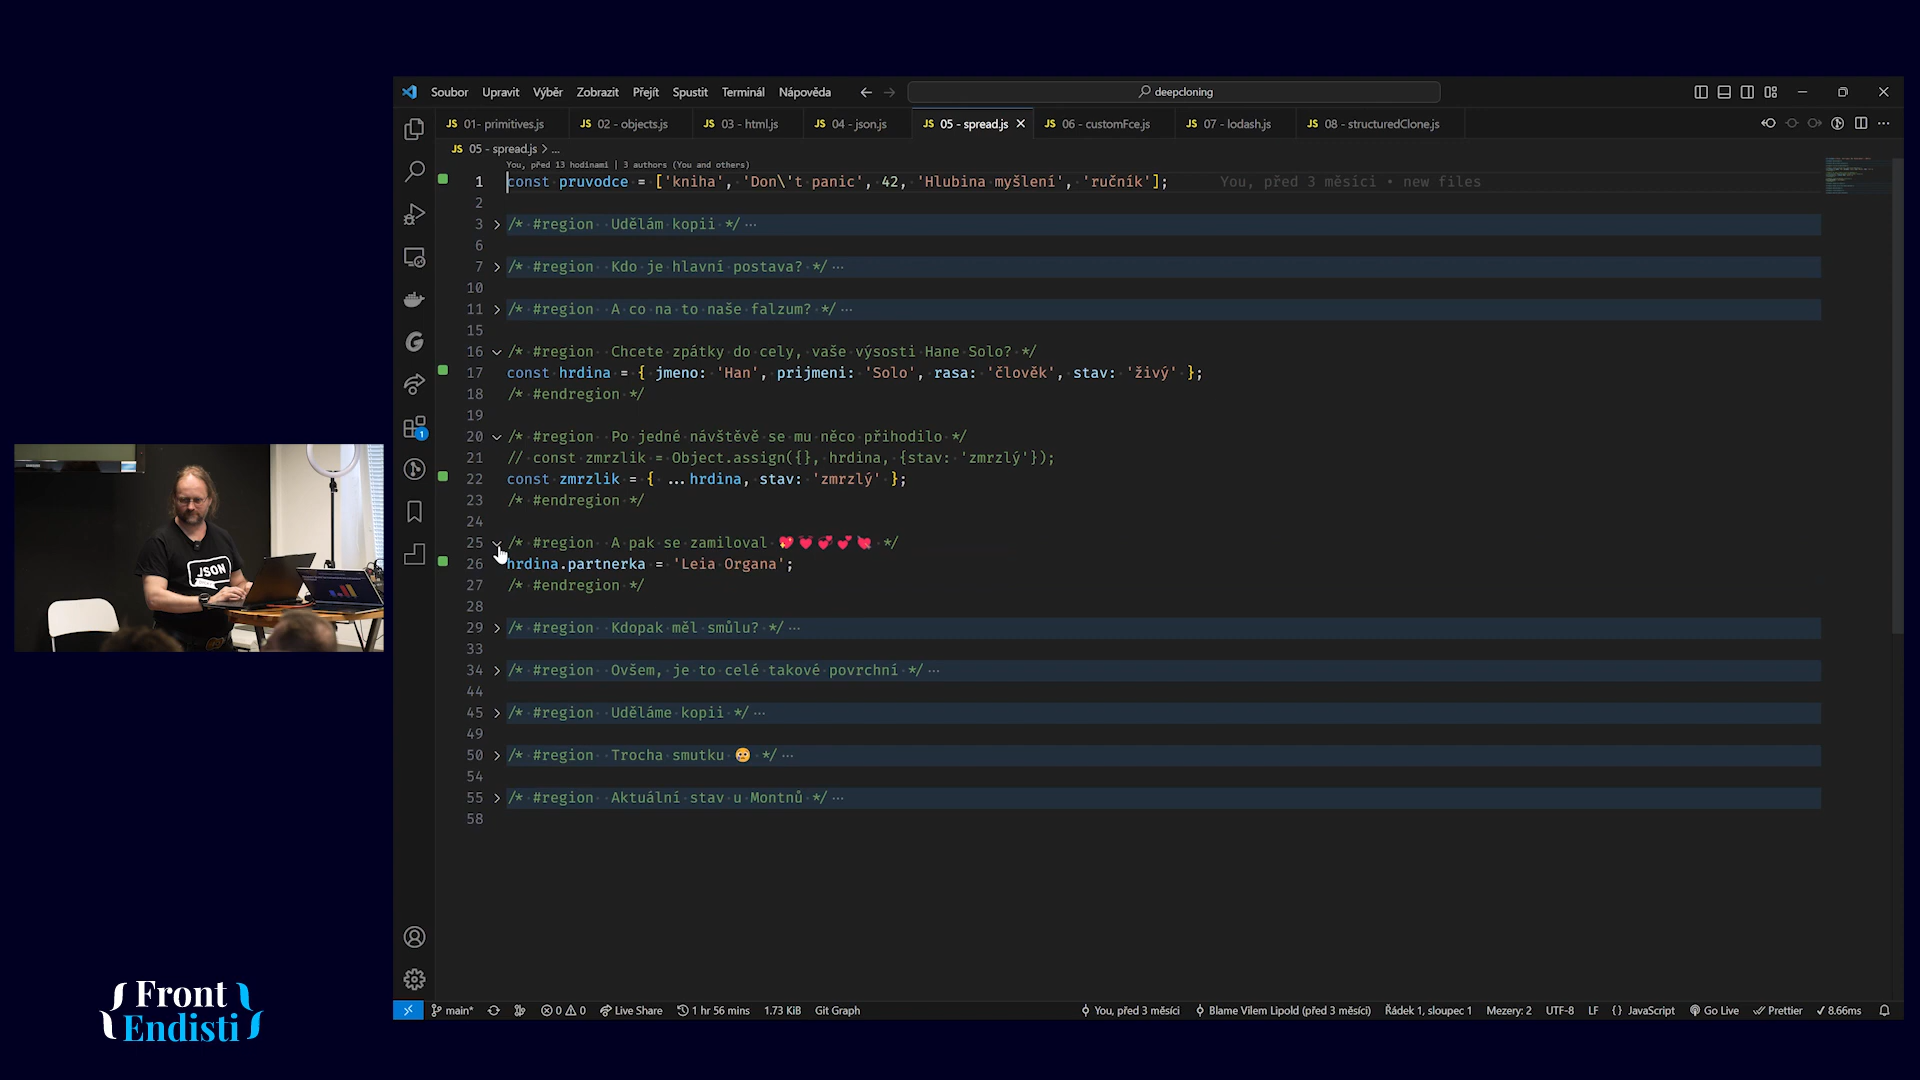 Soubor Upravit Výběr Zobrazit Přejít Spustit Terminál Nápověda deepcloning
JS 01- primitives.js JS 02 - objects.js JS 03 - html.js JS 04 - json.js JS 05 - spread.js JS 06 - customFce.js JS 07 - lodash.js JS 08 - structuredClone.js
JS 05 - spread.js > ...
You, před 13 hodinami | 3 authors (You and others)
1 const pruvodce = ['kniha', 'Don\'t panic', 42, 'Hlubina myšlení', 'ručník']; You, před 3 měsíci • new files
2
3 /* #region Udělám kopii */ ...
6
7 /* #region Kdo je hlavní postava? */ ...
10
11 /* #region A co na to naše falzum? */ ...
15
16 /* #region Chcete zpátky do cely, vaše výsosti Hane Solo? */
17 const hrdina = { jmeno: 'Han', prijmeni: 'Solo', rasa: 'člověk', stav: 'živý' };
18 /* #endregion */
19
20 /* #region Po jedné návštěvě se mu něco přihodilo */
21 // const zmrzlik = Object.assign({}, hrdina, {stav: 'zmrzlý'});
22 const zmrzlik = { ...hrdina, stav: 'zmrzlý' };
23 /* #endregion */
24
25 /* #region A pak se zamiloval 💖💓💞💕💘 */
26 hrdina.partnerka = 'Leia Organa';
27 /* #endregion */
28
29 /* #region Kdopak měl smůlu? */ ...
33
34 /* #region Ovšem, je to celé takové povrchní */ ...
44
45 /* #region Uděláme kopii */ ...
49
50 /* #region Trocha smutku 😢 */ ...
54
55 /* #region Aktuální stav u Montnů */ ...
58
1
JSON
{ Front }
{ Endisti }
main* 0 0 Live Share 1 hr 56 mins 1.73 KiB Git Graph You, před 3 měsíci Blame Vilem Lipold (před 3 měsíci) Řádek 1, sloupec 1 Mezery: 2 UTF-8 LF {} JavaScript Go Live Prettier 8.66ms